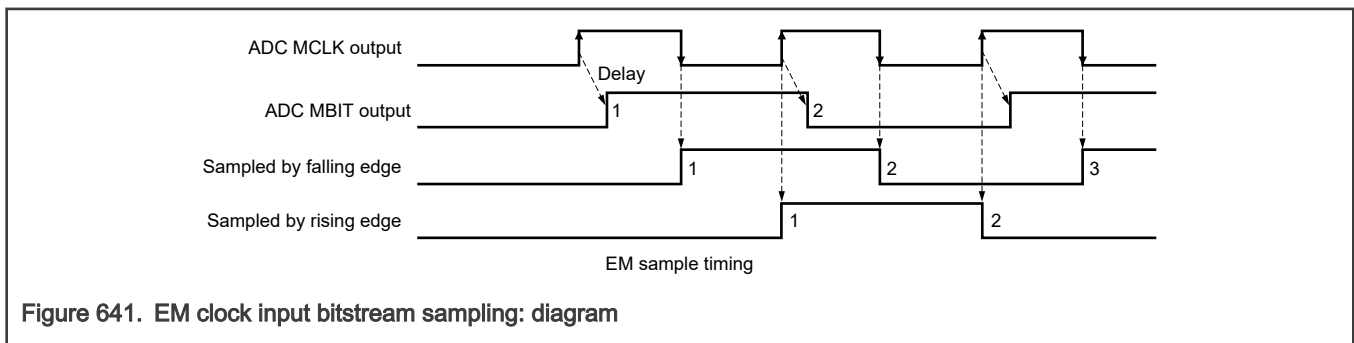 ADC MCLK output
Delay
ADC MBIT output
1
2
Sampled by falling edge
1
2
3
Sampled by rising edge
1
2
EM sample timing
Figure 641. EM clock input bitstream sampling: diagram